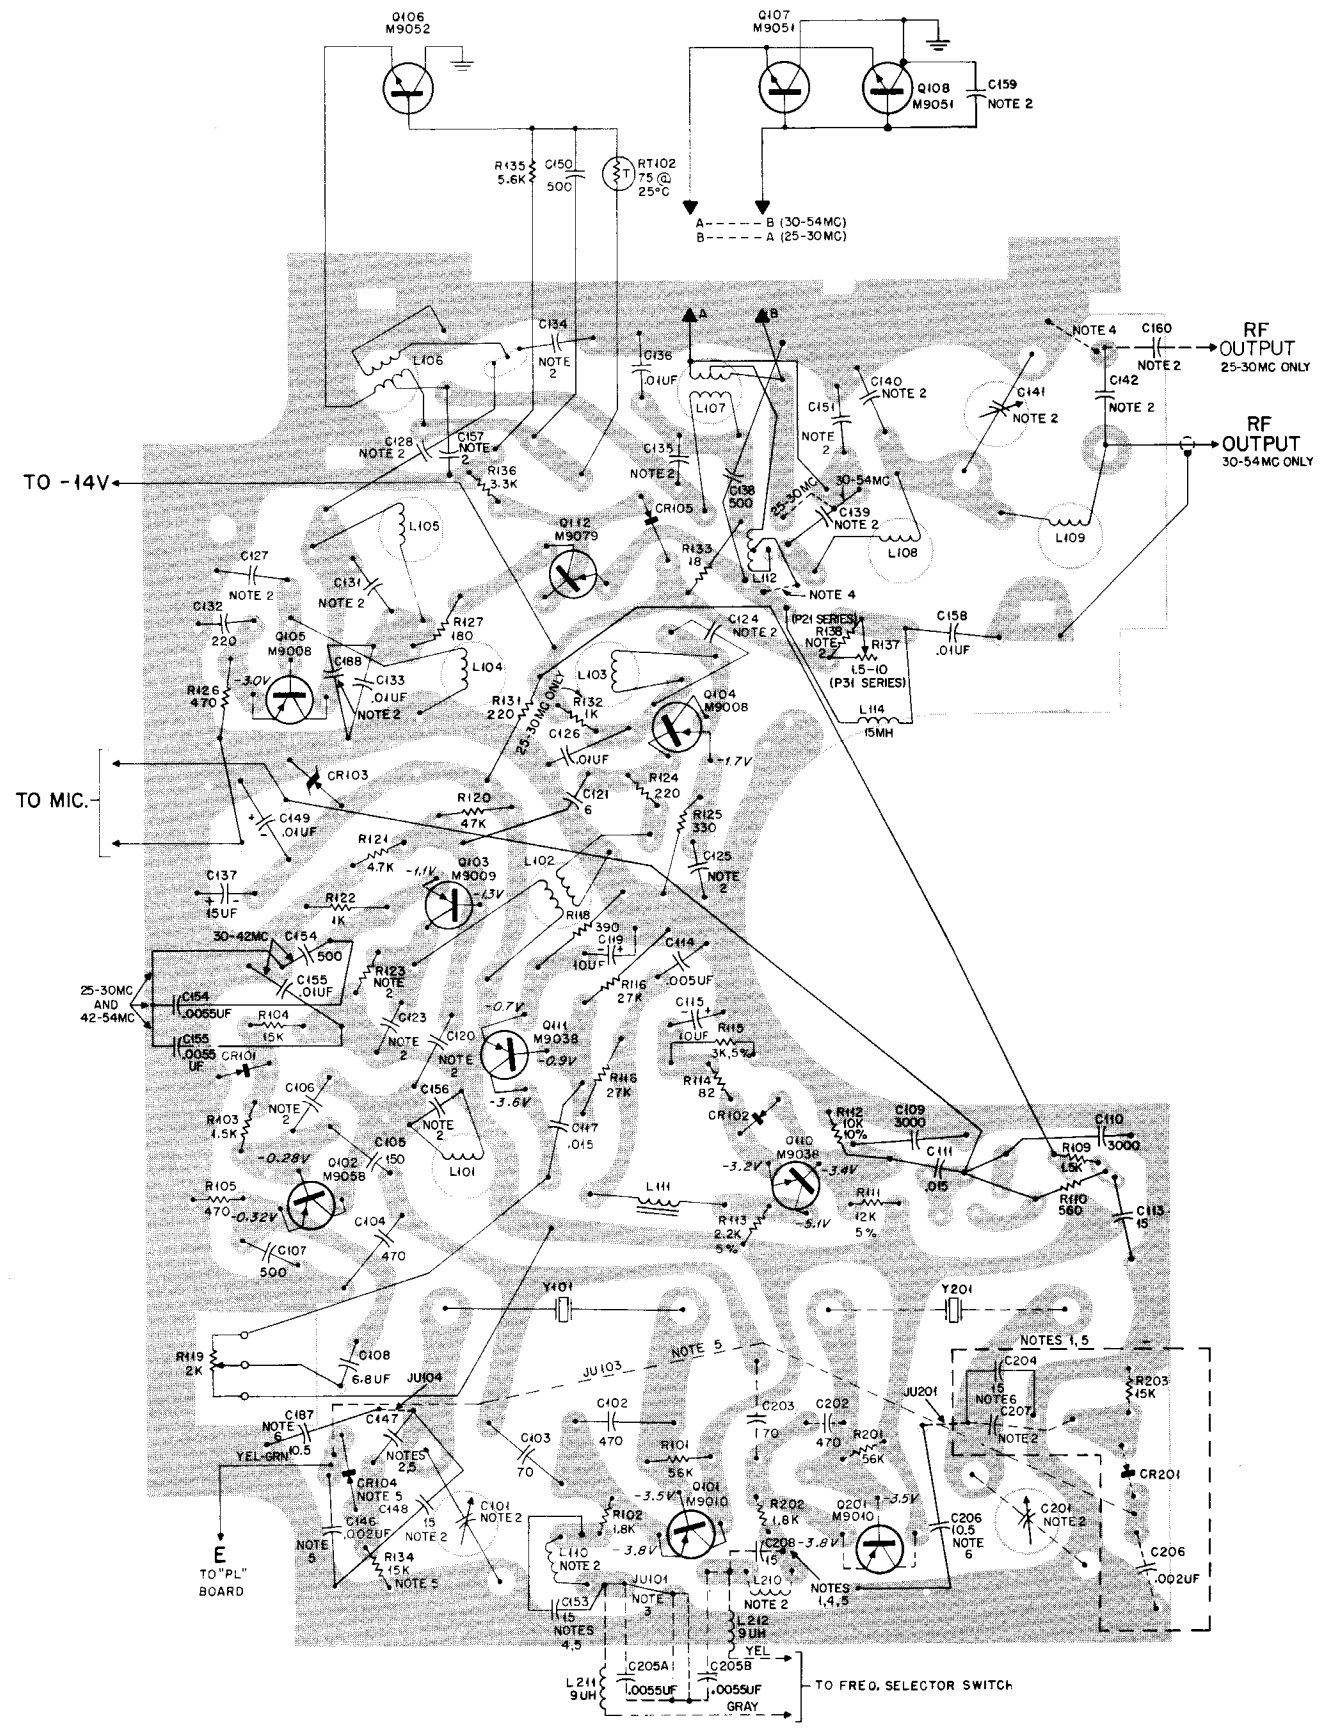 Q106
M9052
Q107
M9051
Q108
M9051
C159
NOTE 2
R135
5.6K
C150
500
RT102
75 @
25°C
T
A------ B (30-54MC)
B------ A (25-30MC)
A
B
L106
C134
NOTE
2
C136
.01UF
L107
C151
NOTE
2
C140
NOTE 2
C141
NOTE 2
NOTE 4
C160
NOTE 2
RF
OUTPUT
25-30MC ONLY
C142
NOTE 2
RF
OUTPUT
30-54MC ONLY
C128
NOTE 2
C157
NOTE
2
R136
3.3K
C135
NOTE 2
C138
500
25-30 MC
30-54MC
C139
NOTE 2
TO -14V
L105
Q112
M9079
CR105
R133
18
L112
L108
L109
NOTE 4
C127
NOTE 2
C131
NOTE 2
C132
220
R127
180
C124
NOTE 2
(P21 SERIES)
R138
NOTE
2
R137
1.5-10
(P31 SERIES)
C158
.01UF
Q105
M9008
-3.0V
C188
C133
.01UF
NOTE 2
L104
L103
R126
470
R131
220
25-30MC ONLY
R132
1K
Q104
M9008
-1.7V
L114
15MH
C126
.01UF
TO MIC.
CR103
C149
.01UF
R120
47K
C121
6
R124
220
R125
330
R121
4.7K
Q103
M9009
-1.1V
-1.3V
L102
C125
NOTE
2
C137
15UF
R122
1K
R118
390
30-42MC
C154
500
C119
10UF
C114
.005UF
25-30MC
AND
42-54MC
C155
.01UF
R123
NOTE
2
R116
27K
C154
.0055UF
R104
15K
C123
NOTE
2
C120
NOTE
2
-0.7V
Q111
M9038
-0.9V
-3.6V
C115
10UF
R115
3K,5%
C155
.0055
UF
CR101
C106
NOTE
2
C156
NOTE
2
R116
27K
R114
82
CR102
R103
1.5K
C117
.015
R112
10K
10%
C109
3000
C110
3000
C111
.015
R109
1.5K
-0.28V
Q102
M9058
C105
150
L101
Q110
M9038
-3.2V
-3.4V
-5.1V
R105
470
-0.32V
L111
R111
12K
5%
R110
560
C113
15
C104
470
R113
2.2K
5%
C107
500
Y101
Y201
R119
2K
C108
6.8UF
JU103
NOTE 5
NOTES 1,5
C204
15
NOTE6
R203
15K
JU104
C187
NOTE
6
10.5
C147
NOTES
2,5
C102
470
C203
70
C202
470
JU201
C207
NOTE 2
YEL-GRN
C103
70
R101
56K
R201
56K
CR104
NOTE 5
CR201
C148
15
NOTE 2
C101
NOTE 2
Q101
M9010
-3.5V
-3.8V
R102
1.8K
R202
1.8K
Q201
M9010
-3.5V
-3.8V
C206
10.5
NOTE
6
C201
NOTE 2
C146
.002UF
NOTE
5
R134
15K
NOTE 5
L110
NOTE 2
C208
15
C206
.002UF
E
TO "PL"
BOARD
JU101
NOTE
3
L210
NOTE 2
NOTES
1,4,5
C153
15
NOTES
4,5
L212
9UH
YEL
L211
9UH
C205A
.0055UF
C205B
.0055UF
GRAY
TO FREQ. SELECTOR SWITCH